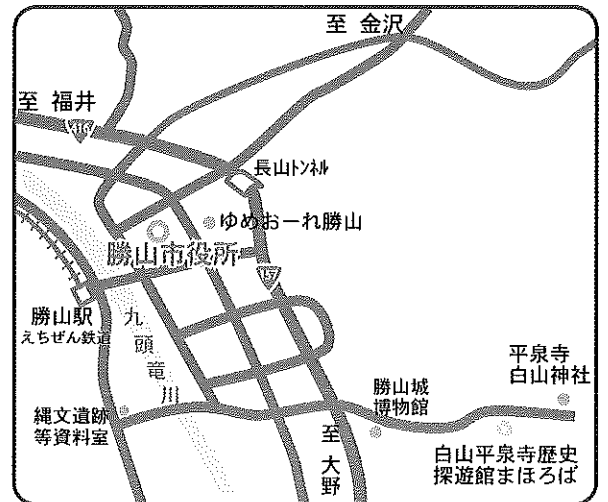 至 金沢
至 福井
416
長山トンネル
ゆめおーれ勝山
勝山市役所
157
勝山駅
えちぜん鉄道
九頭竜川
平泉寺
白山神社
勝山城
博物館
縄文遺跡
等資料室
至 大野
白山平泉寺歴史
探遊館まほろば